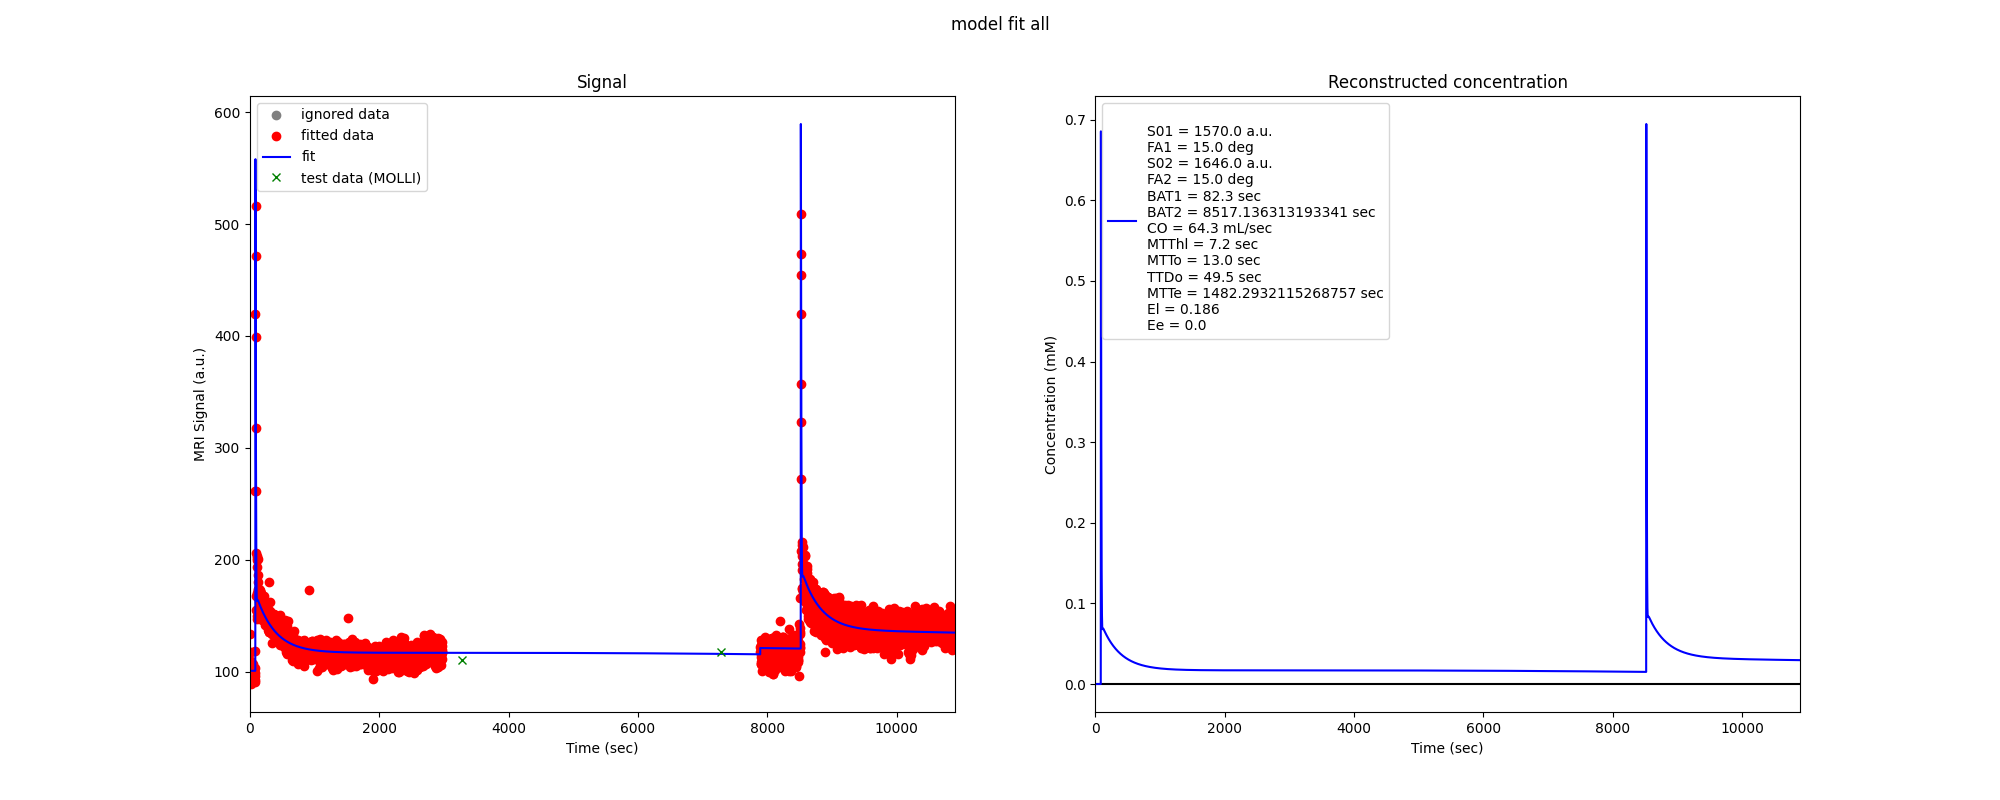 model fit all
Signal
600
500
400
300
200
100
MRI Signal (a.u.)
ignored data
fitted data
fit
test data (MOLLI)
0
2000
4000
6000
8000
10000
Time (sec)
Reconstructed concentration
0.7
0.6
0.5
0.4
0.3
0.2
0.1
0.0
Concentration (mM)
S01 = 1570.0 a.u.
FA1 = 15.0 deg
S02 = 1646.0 a.u.
FA2 = 15.0 deg
BAT1 = 82.3 sec
BAT2 = 8517.136313193341 sec
CO = 64.3 mL/sec
MTThl = 7.2 sec
MTTo = 13.0 sec
TTDo = 49.5 sec
MTTe = 1482.2932115268757 sec
El = 0.186
Ee = 0.0
0
2000
4000
6000
8000
10000
Time (sec)